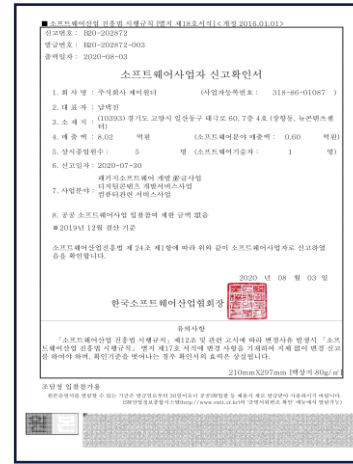 ■ 소프트웨어산업 진흥법 시행규칙 [별지 제18호서식] < 개정 2016.01.01>
신고번호 : B20-202872
발급번호 : B20-202872-003
출력일자 : 2020-08-03
소프트웨어사업자 신고확인서
1. 회 사 명 : 주식회사 제이원더 (사업자등록번호 : 318-86-01087 )
2. 대 표 자 : 남백진
3. 소 재 지 : (10393) 경기도 고양시 일산동구 태극로 60, 7층 4호 (장항동, 뉴콘텐츠센터)
4. 매 출 액 : 8.02 억원 (소프트웨어분야 매출액 : 0.60 억원)
5. 상시종업원수 : 5 명 (소프트웨어기술자 : 1 명)
6. 신고일자 : 2020-07-30
7. 사업분야 : 패키지소프트웨어 개발·공급사업
디지털콘텐츠 개발서비스사업
컴퓨터관련 서비스사업
8. 공공 소프트웨어사업 입찰참여 제한 금액 없음
※2019년 12월 결산 기준
소프트웨어산업진흥법 제 24조 제1항에 따라 위와 같이 소프트웨어사업자로 신고하였
음을 확인합니다.
2020 년 08 월 03 일
한국소프트웨어산업협회장
유의사항
「소프트웨어산업 진흥법 시행규칙」 제12조 및 관련 고시에 따라 변경사유 발생시 「소프
트웨어산업 진흥법 시행규칙」 별지 제17호 서식에 변경 사항을 기재하여 지체 없이 변경 신고
를 하여야 하며, 확인기준을 벗어나는 경우 확인서의 효력은 상실됩니다.
210mmX297mm [백상지 80g/㎡]
조달청 입찰참가용